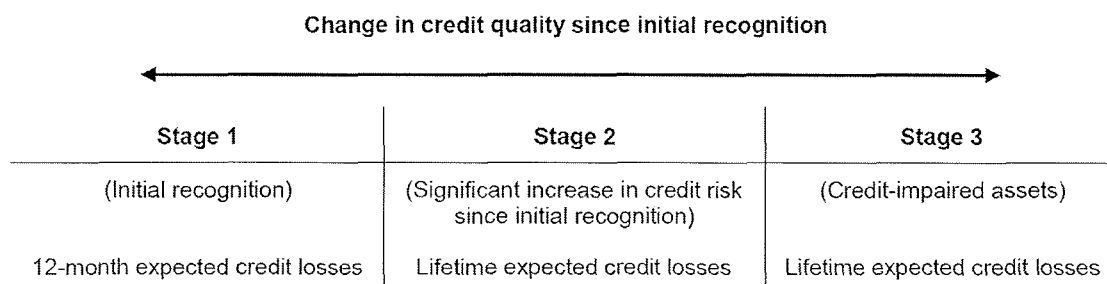 Change in credit quality since initial recognition
Stage 1
Stage 2
Stage 3
(Initial recognition)
(Significant increase in credit risk
since initial recognition)
(Credit-impaired assets)
12-month expected credit losses
Lifetime expected credit losses
Lifetime expected credit losses